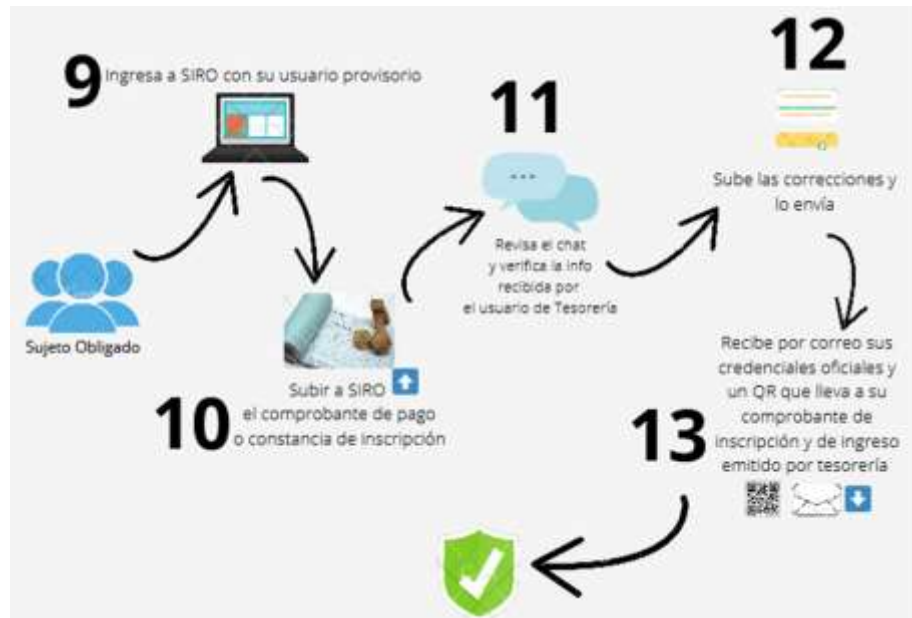 9
Ingresa a SIRO con su usuario provisorio
Sujeto Obligado
10
Subir a SIRO
el comprobante de pago
o constancia de inscripción
11
Revisa el chat
y verifica la info
recibida por
el usuario de Tesorería
12
Sube las correcciones y
lo envía
13
Recibe por correo sus
credenciales oficiales y
un QR que lleva a su
comprobante de
inscripción y de ingreso
emitido por tesorería